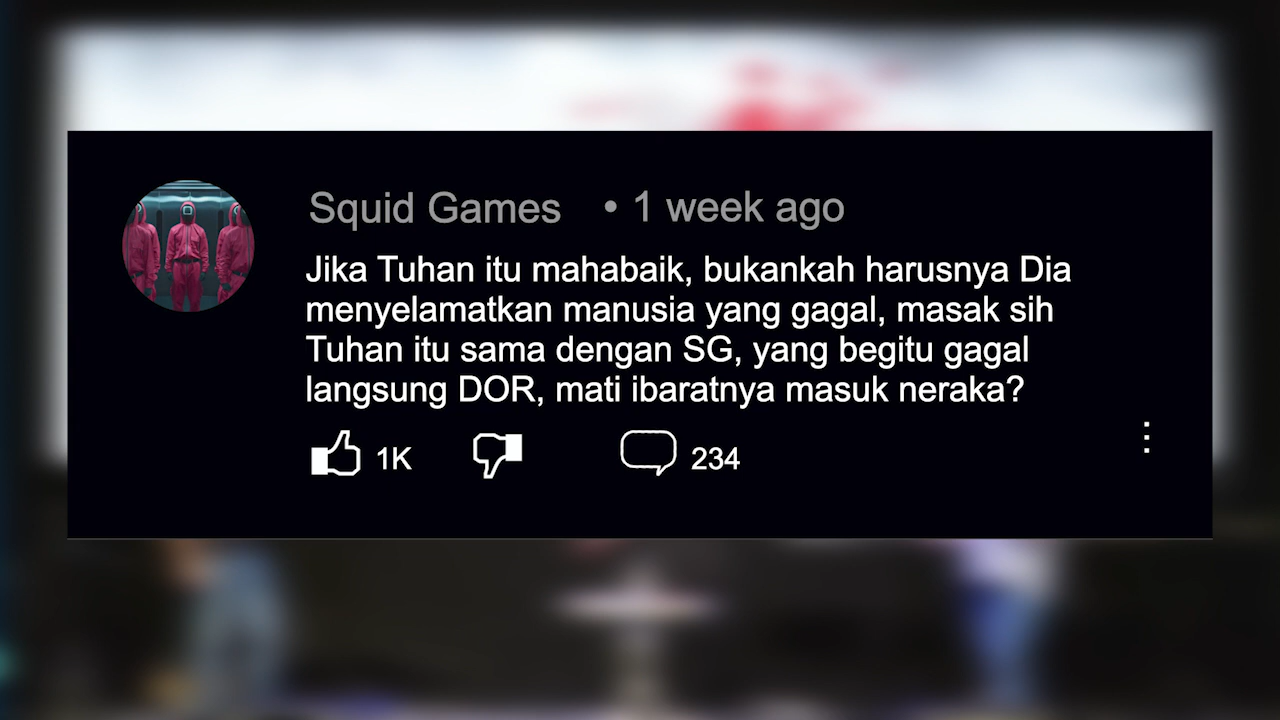 Squid Games • 1 week ago
Jika Tuhan itu mahabaik, bukankah harusnya Dia
menyelamatkan manusia yang gagal, masak sih
Tuhan itu sama dengan SG, yang begitu gagal
langsung DOR, mati ibaratnya masuk neraka?
1K 234